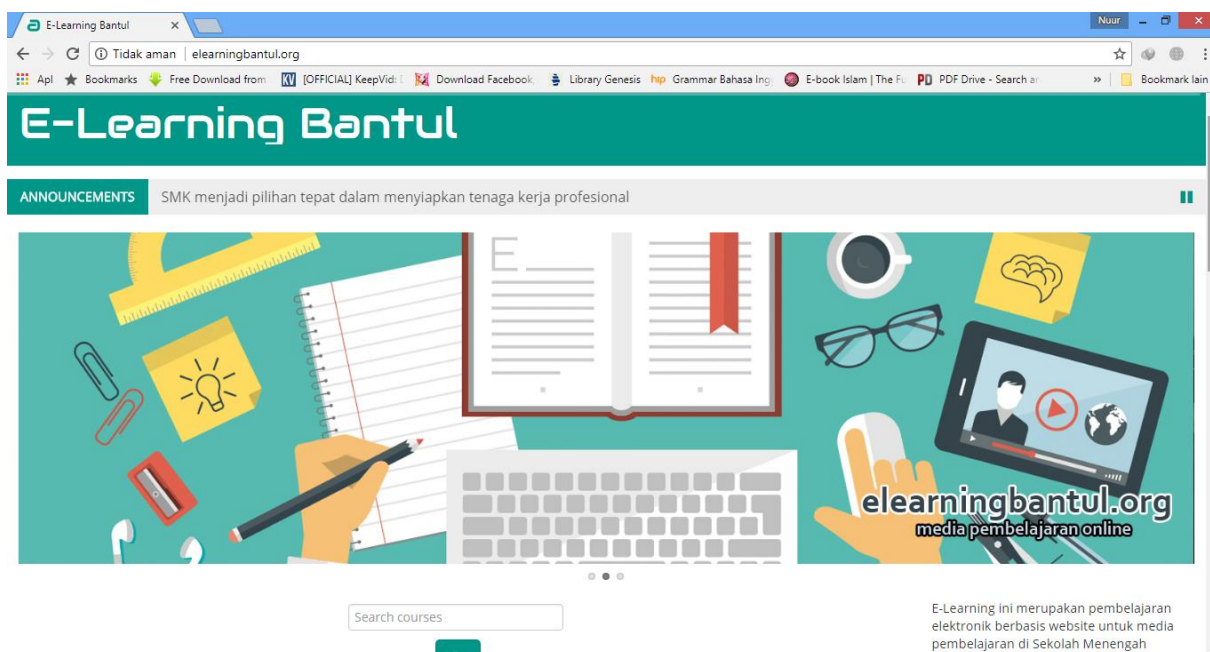 E-Learning Bantul
Nuur
Tidak aman | elearningbantul.org
Apl Bookmarks Free Download from [OFFICIAL] KeepVid: Download Facebook, Library Genesis hip Grammar Bahasa Ing E-book Islam | The Fu PD PDF Drive - Search ar » Bookmark lain
E-Learning Bantul
ANNOUNCEMENTS SMK menjadi pilihan tepat dalam menyiapkan tenaga kerja profesional
E
elearningbantul.org
media pembelajaran online
Search courses
E-Learning ini merupakan pembelajaran
elektronik berbasis website untuk media
pembelajaran di Sekolah Menengah